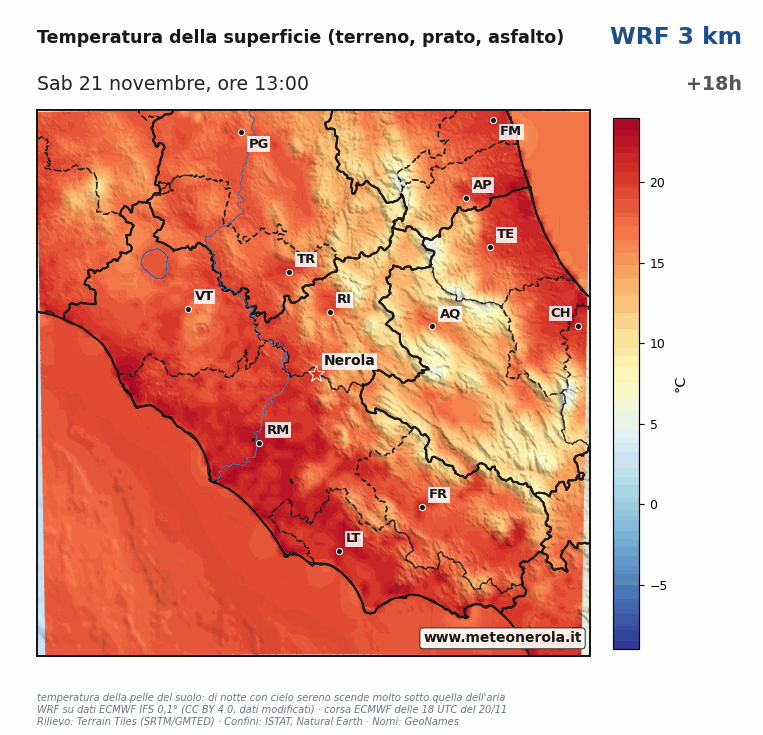 Temperatura della superficie (terreno, prato, asfalto)
WRF 3 km
Sab 21 novembre, ore 13:00
+18h
PG
FM
AP
TE
TR
VT
RI
AQ
CH
Nerola
RM
FR
LT
20
15
10
5
0
−5
°C
www.meteonerola.it
temperatura della pelle del suolo: di notte con cielo sereno scende molto sotto quella dell'aria
WRF su dati ECMWF IFS 0,1° (CC BY 4.0, dati modificati) · corsa ECMWF delle 18 UTC del 20/11
Rilievo: Terrain Tiles (SRTM/GMTED) · Confini: ISTAT, Natural Earth · Nomi: GeoNames